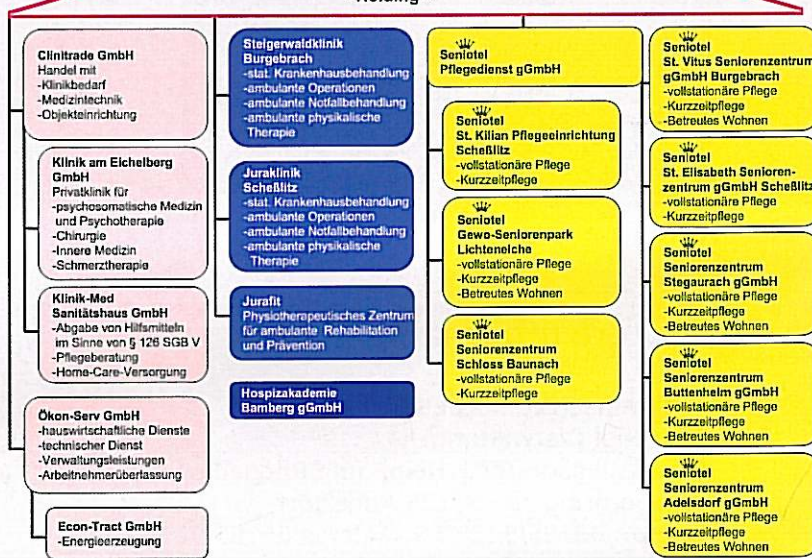 Holding
Clinitrade GmbH
Handel mit
-Klinikbedarf
-Medizintechnik
-Objekteinrichtung
Klinik am Eichelberg
GmbH
Privatklinik für
-psychosomatische Medizin
und Psychotherapie
-Chirurgie
-Innere Medizin
-Schmerztherapie
Klinik-Med
Sanitätshaus GmbH
-Abgabe von Hilfsmitteln
im Sinne von § 126 SGB V
-Pflegeberatung
-Home-Care-Versorgung
Ökon-Serv GmbH
-hauswirtschaftliche Dienste
-technischer Dienst
-Verwaltungsleistungen
-Arbeitnehmerüberlassung
Econ-Tract GmbH
-Energieerzeugung
Steigerwaldklinik
Burgebrach
-stat. Krankenhausbehandlung
-ambulante Operationen
-ambulante Notfallbehandlung
-ambulante physikalische
Therapie
Juraklinik
Scheßlitz
-stat. Krankenhausbehandlung
-ambulante Operationen
-ambulante Notfallbehandlung
-ambulante physikalische
Therapie
Jurafit
Physiotherapeutisches Zentrum
für ambulante Rehabilitation
und Prävention
Hospizakademie
Bamberg gGmbH
Seniotel
Pflegedienst gGmbH
Seniotel
St. Kilian Pflegeeinrichtung
Scheßlitz
-vollstationäre Pflege
-Kurzzeitpflege
Seniotel
Gewo-Seniorenpark
Lichteneiche
-vollstationäre Pflege
-Kurzzeitpflege
-Betreutes Wohnen
Seniotel
Seniorenzentrum
Schloss Baunach
-vollstationäre Pflege
-Kurzzeitpflege
Seniotel
St. Vitus Seniorenzentrum
gGmbH Burgebrach
-vollstationäre Pflege
-Kurzzeitpflege
-Betreutes Wohnen
Seniotel
St. Elisabeth Senioren-
zentrum gGmbH Scheßlitz
-vollstationäre Pflege
-Kurzzeitpflege
Seniotel
Seniorenzentrum
Stegaurach gGmbH
-vollstationäre Pflege
-Kurzzeitpflege
-Betreutes Wohnen
Seniotel
Seniorenzentrum
Buttenheim gGmbH
-vollstationäre Pflege
-Kurzzeitpflege
-Betreutes Wohnen
Seniotel
Seniorenzentrum
Adelsdorf gGmbH
-vollstationäre Pflege
-Kurzzeitpflege
-Betreutes Wohnen